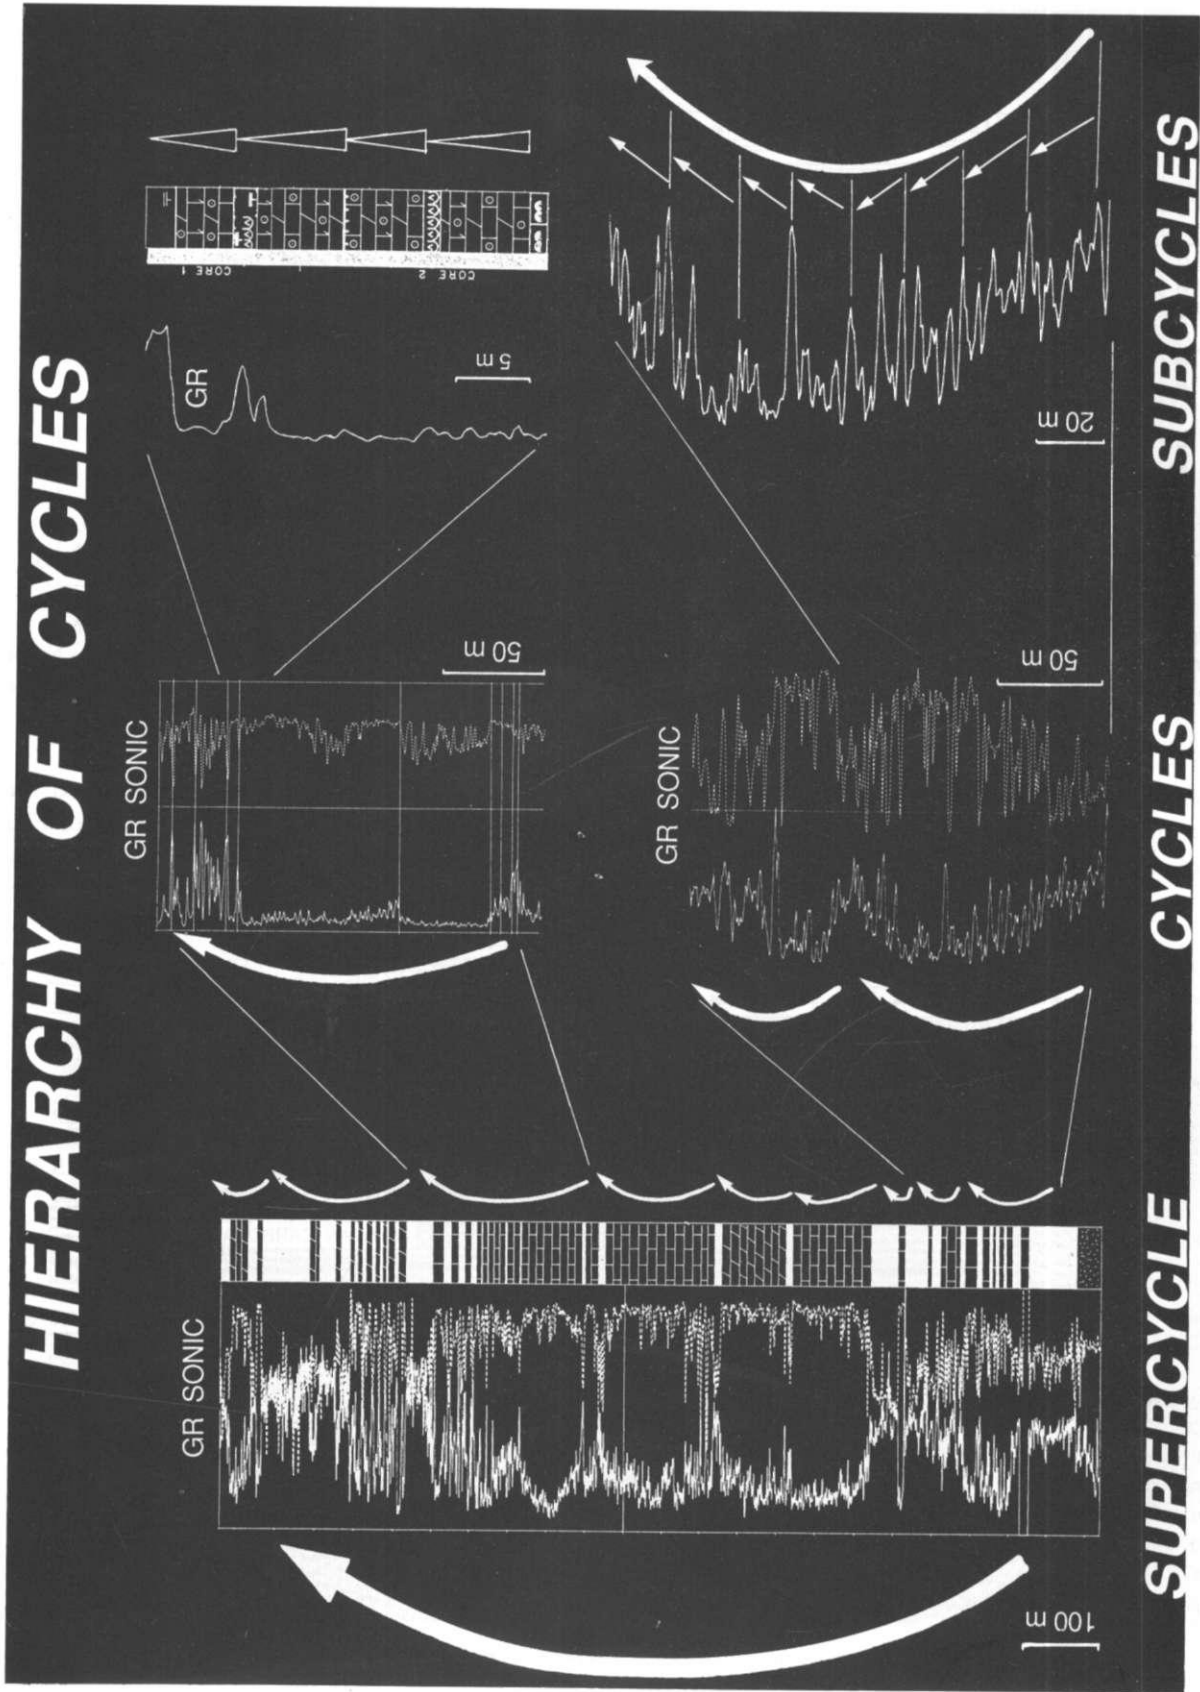 HIERARCHY OF CYCLES
GR SONIC
100 m
GR SONIC
50 m
GR SONIC
50 m
GR
5 m
CORE 1
CORE 2
20 m
SUPERCYCLE
CYCLES
SUBCYCLES